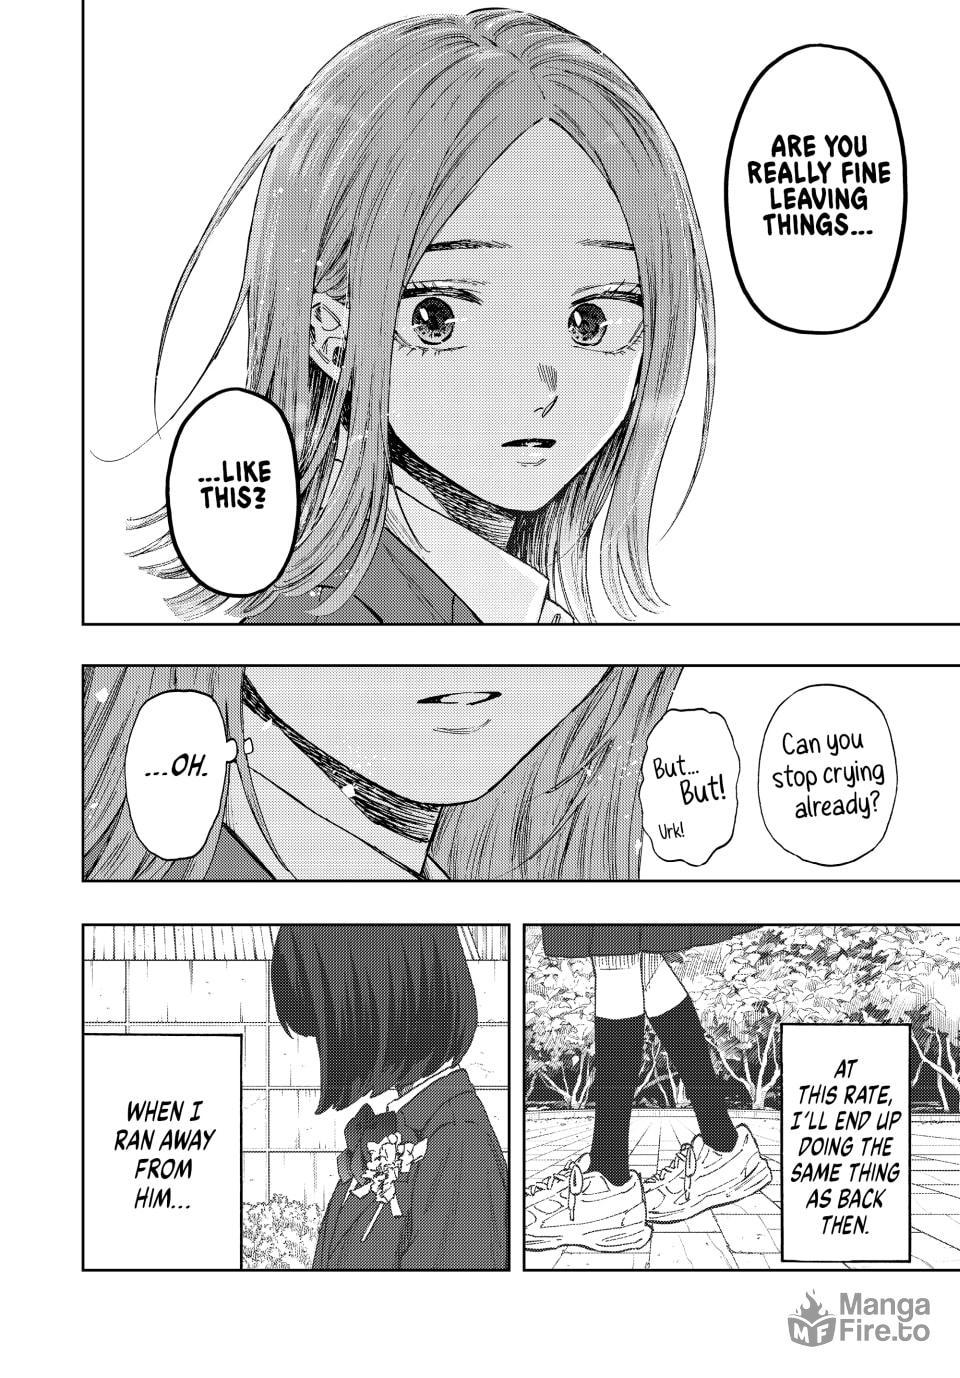 ARE YOU
REALLY FINE
LEAVING
THINGS...
...LIKE
THIS?
Can you
stop crying
already?
But...
But!
Urk!
...OH.
AT
THIS RATE,
I'LL END UP
DOING THE
SAME THING
AS BACK
THEN.
WHEN I
RAN AWAY
FROM
HIM...
MF
Manga
Fire.to